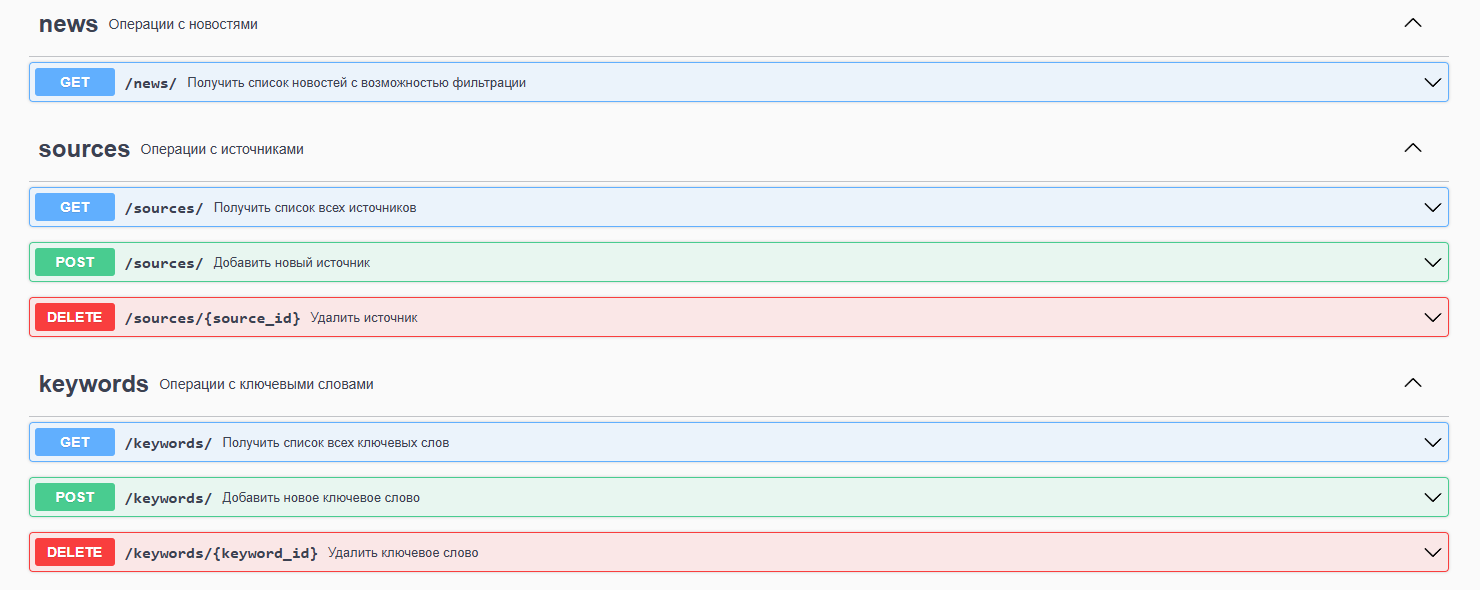 news Операции с новостями
GET /news/ Получить список новостей с возможностью фильтрации
sources Операции с источниками
GET /sources/ Получить список всех источников
POST /sources/ Добавить новый источник
DELETE /sources/{source_id} Удалить источник
keywords Операции с ключевыми словами
GET /keywords/ Получить список всех ключевых слов
POST /keywords/ Добавить новое ключевое слово
DELETE /keywords/{keyword_id} Удалить ключевое слово